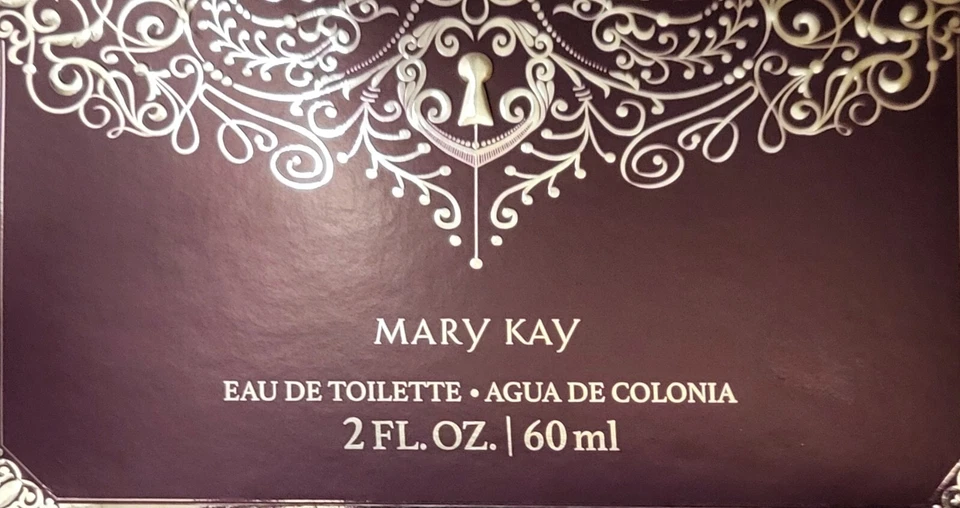 MARY KAY
EAU DE TOILETTE • AGUA DE COLONIA
2 FL. OZ. | 60 ml